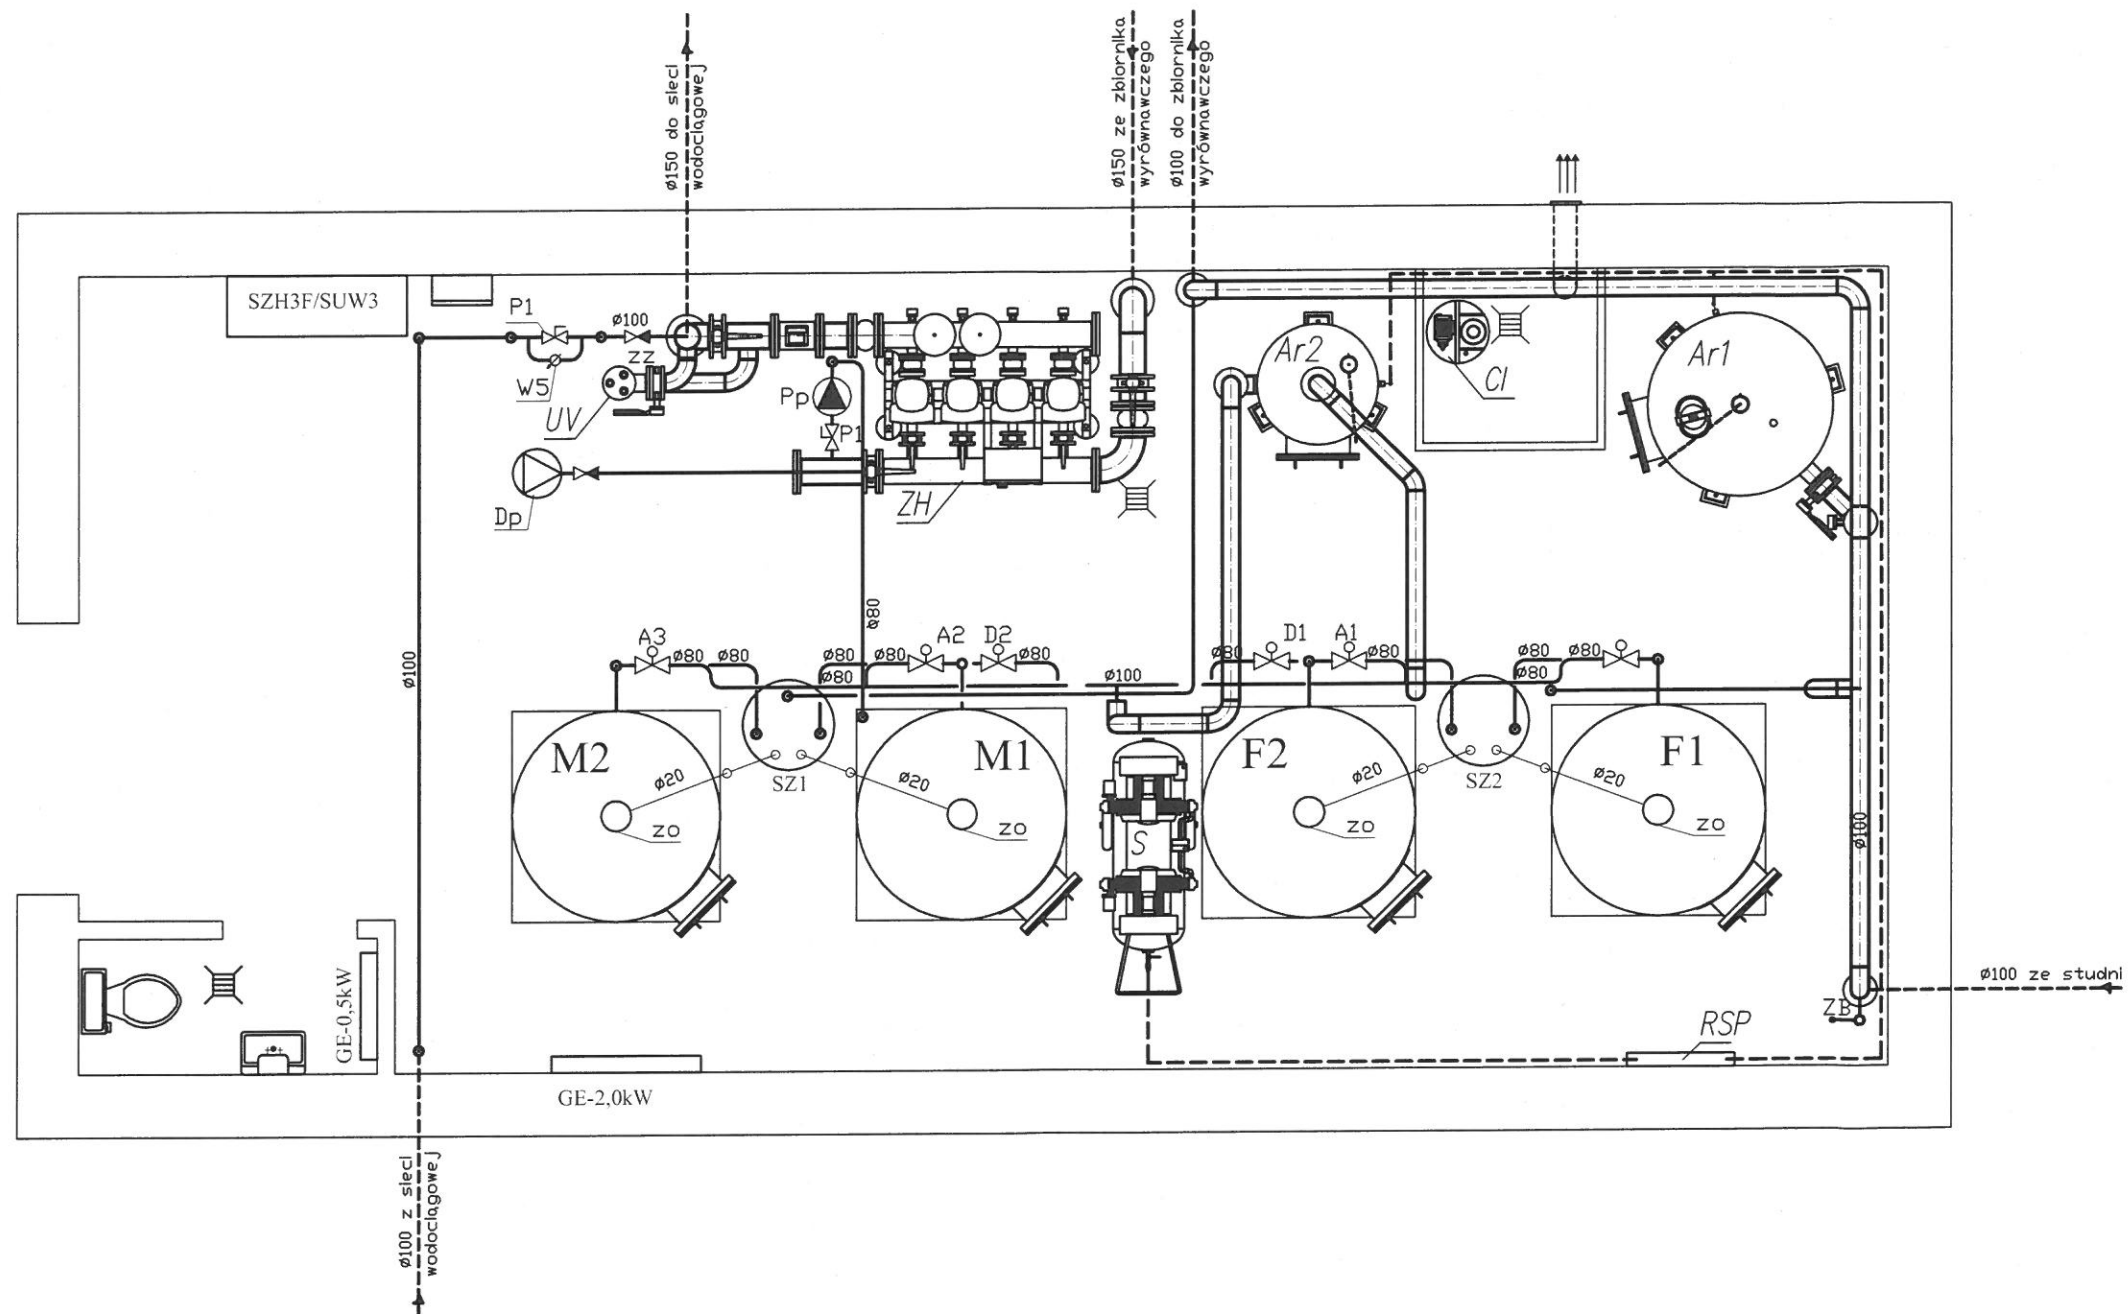 ø150 do sieci
wodociągowej
ø150 ze zbiornika
wyrównawczego
ø100 do zbiornika
wyrównawczego
SZH3F/SUW3
P1
ø100
zz
W5
UV
Pp
P1
Dp
ZH
Ar2
CI
Ar1
ø80
ø100
A3
ø80
ø80
ø80
ø80
ø80
A2
D2
ø80
ø100
D1
A1
ø80
ø80
ø80
ø80
M2
M1
F2
F1
SZ1
SZ2
ø20
ø20
ø20
ø20
zo
zo
zo
zo
S
ø100
GE-0,5kW
GE-2,0kW
RSP
ZB
ø100 ze studni
ø100 z sieci
wodociągowej